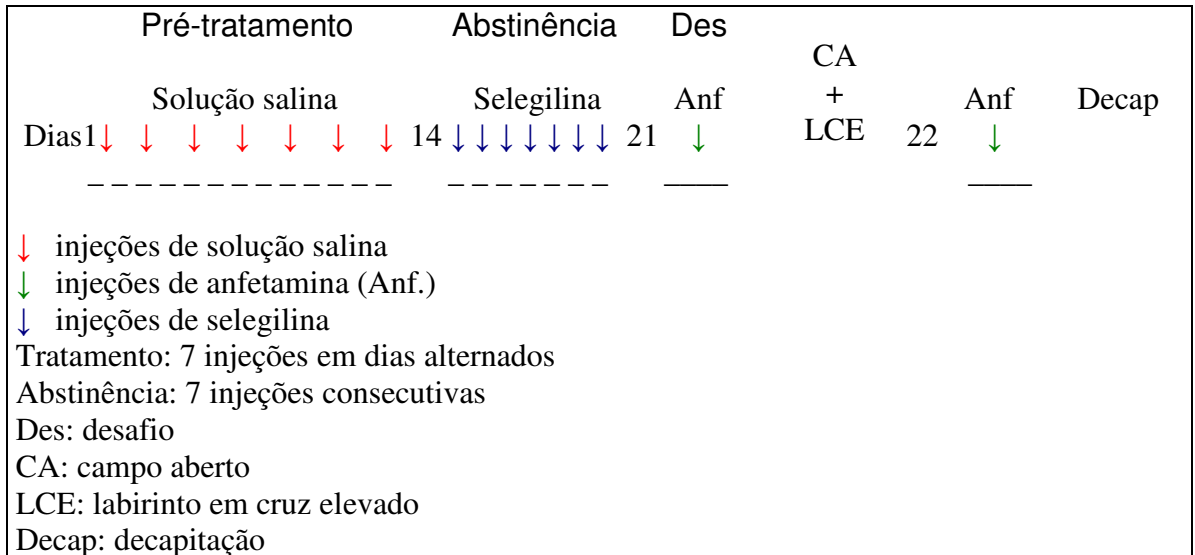 Pré-tratamento Abstinência Des
CA
Solução salina Selegilina Anf + Anf Decap
Dias1↓ ↓ ↓ ↓ ↓ ↓ ↓ 14 ↓ ↓ ↓ ↓ ↓ ↓ ↓ 21 ↓ LCE 22 ↓
_ _ _ _ _ _ _ _ _ _ _ _ _ _ _ _ _ _ _ _ ____ ____
↓ injeções de solução salina
↓ injeções de anfetamina (Anf.)
↓ injeções de selegilina
Tratamento: 7 injeções em dias alternados
Abstinência: 7 injeções consecutivas
Des: desafio
CA: campo aberto
LCE: labirinto em cruz elevado
Decap: decapitação